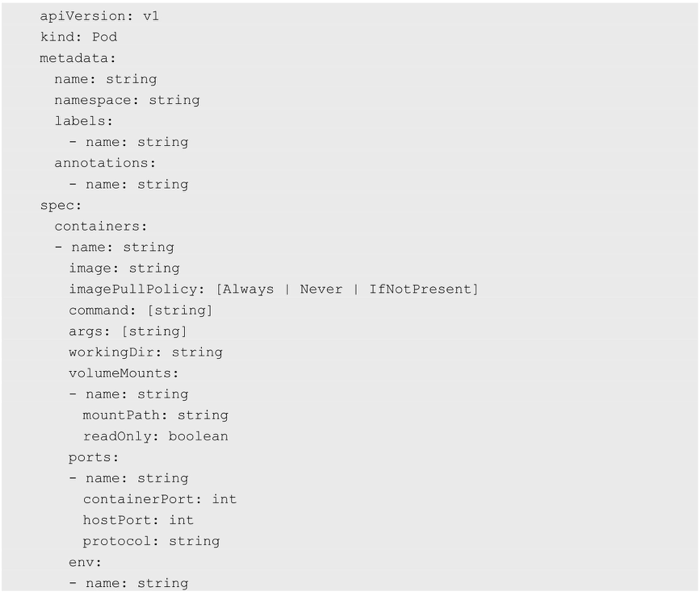 apiVersion: v1
kind: Pod
metadata:
  name: string
  namespace: string
  labels:
    - name: string
  annotations:
    - name: string
spec:
  containers:
  - name: string
    image: string
    imagePullPolicy: [Always | Never | IfNotPresent]
    command: [string]
    args: [string]
    workingDir: string
    volumeMounts:
    - name: string
      mountPath: string
      readOnly: boolean
    ports:
    - name: string
      containerPort: int
      hostPort: int
      protocol: string
    env:
    - name: string